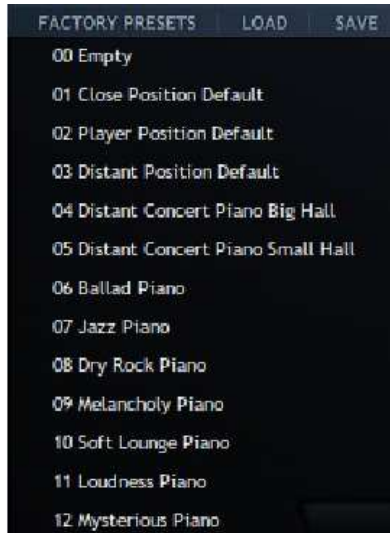 FACTORY PRESETS LOAD SAVE
00 Empty
01 Close Position Default
02 Player Position Default
03 Distant Position Default
04 Distant Concert Piano Big Hall
05 Distant Concert Piano Small Hall
06 Ballad Piano
07 Jazz Piano
08 Dry Rock Piano
09 Melancholy Piano
10 Soft Lounge Piano
11 Loudness Piano
12 Mysterious Piano